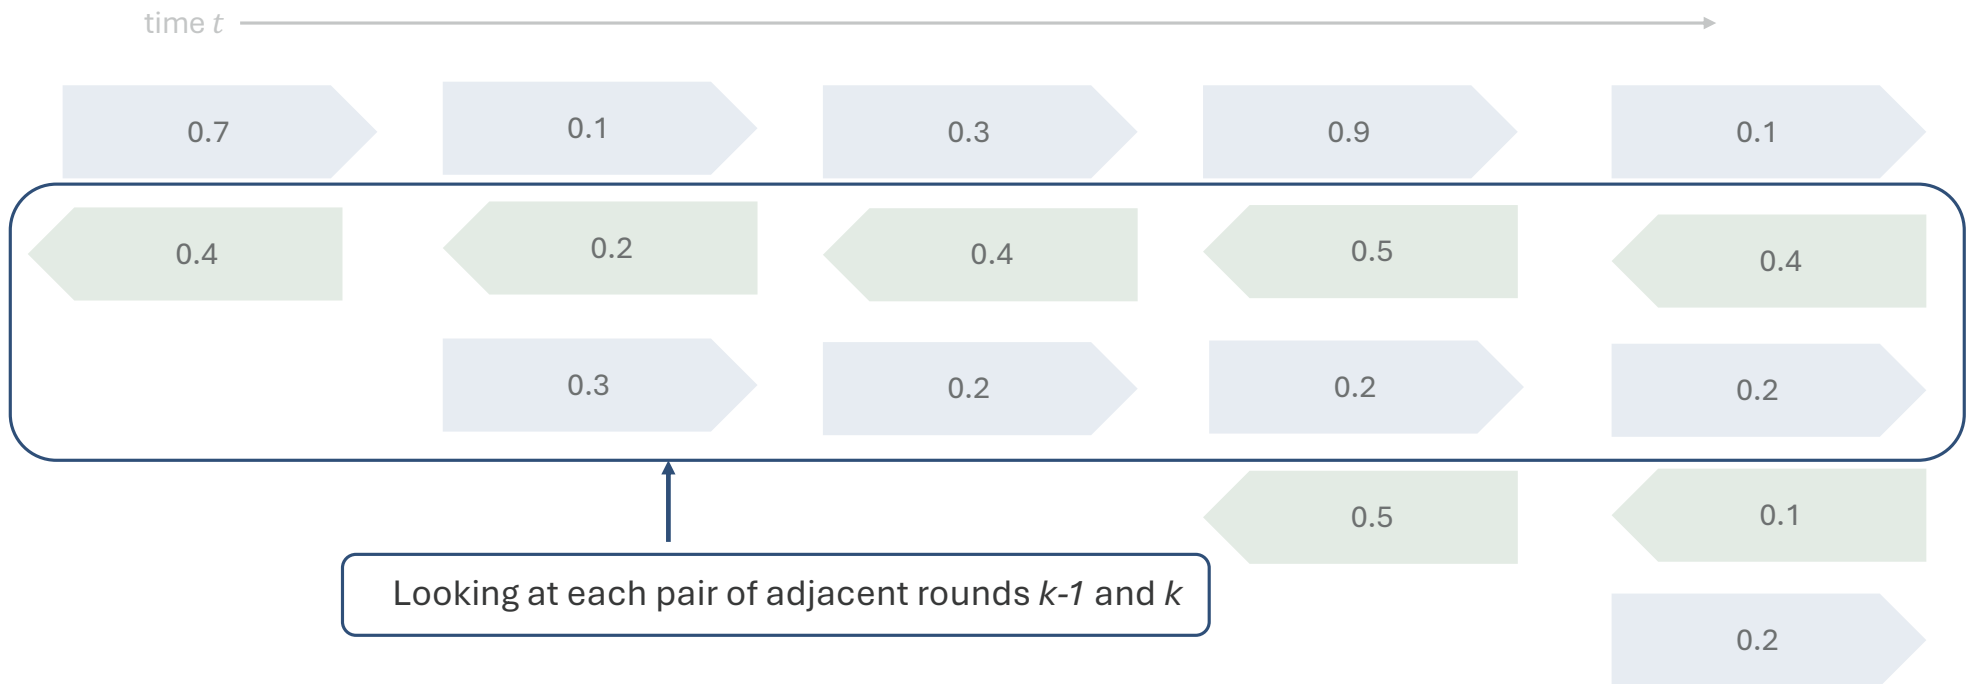 time t
0.7 0.1 0.3 0.9 0.1
0.4 0.2 0.4 0.5 0.4
0.3 0.2 0.2 0.2
0.5 0.1
Looking at each pair of adjacent rounds k-1 and k
0.2